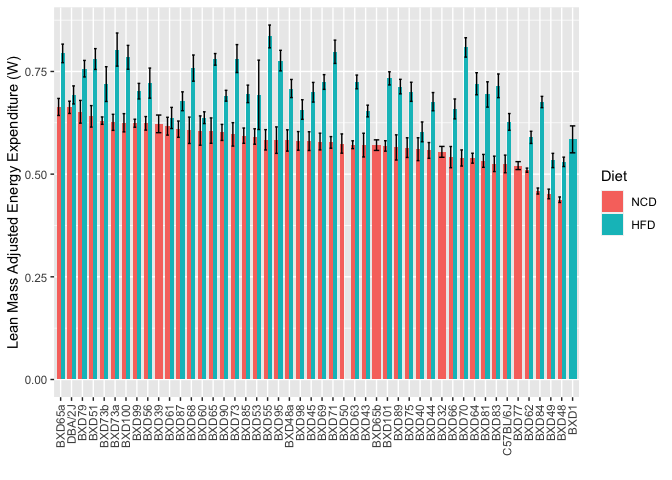 Lean Mass Adjusted Energy Expenditure (W)
0.75
0.50
0.25
0.00
BXD65a
DBA/2J
BXD79
BXD51
BXD73b
BXD73a
BXD100
BXD99
BXD56
BXD39
BXD61
BXD87
BXD68
BXD60
BXD65
BXD90
BXD73
BXD85
BXD53
BXD55
BXD95
BXD48a
BXD98
BXD45
BXD69
BXD71
BXD50
BXD63
BXD43
BXD65b
BXD101
BXD89
BXD75
BXD40
BXD44
BXD32
BXD66
BXD70
BXD64
BXD81
BXD83
C57BL/6J
BXD77
BXD62
BXD84
BXD49
BXD48
BXD1
Diet
NCD
HFD